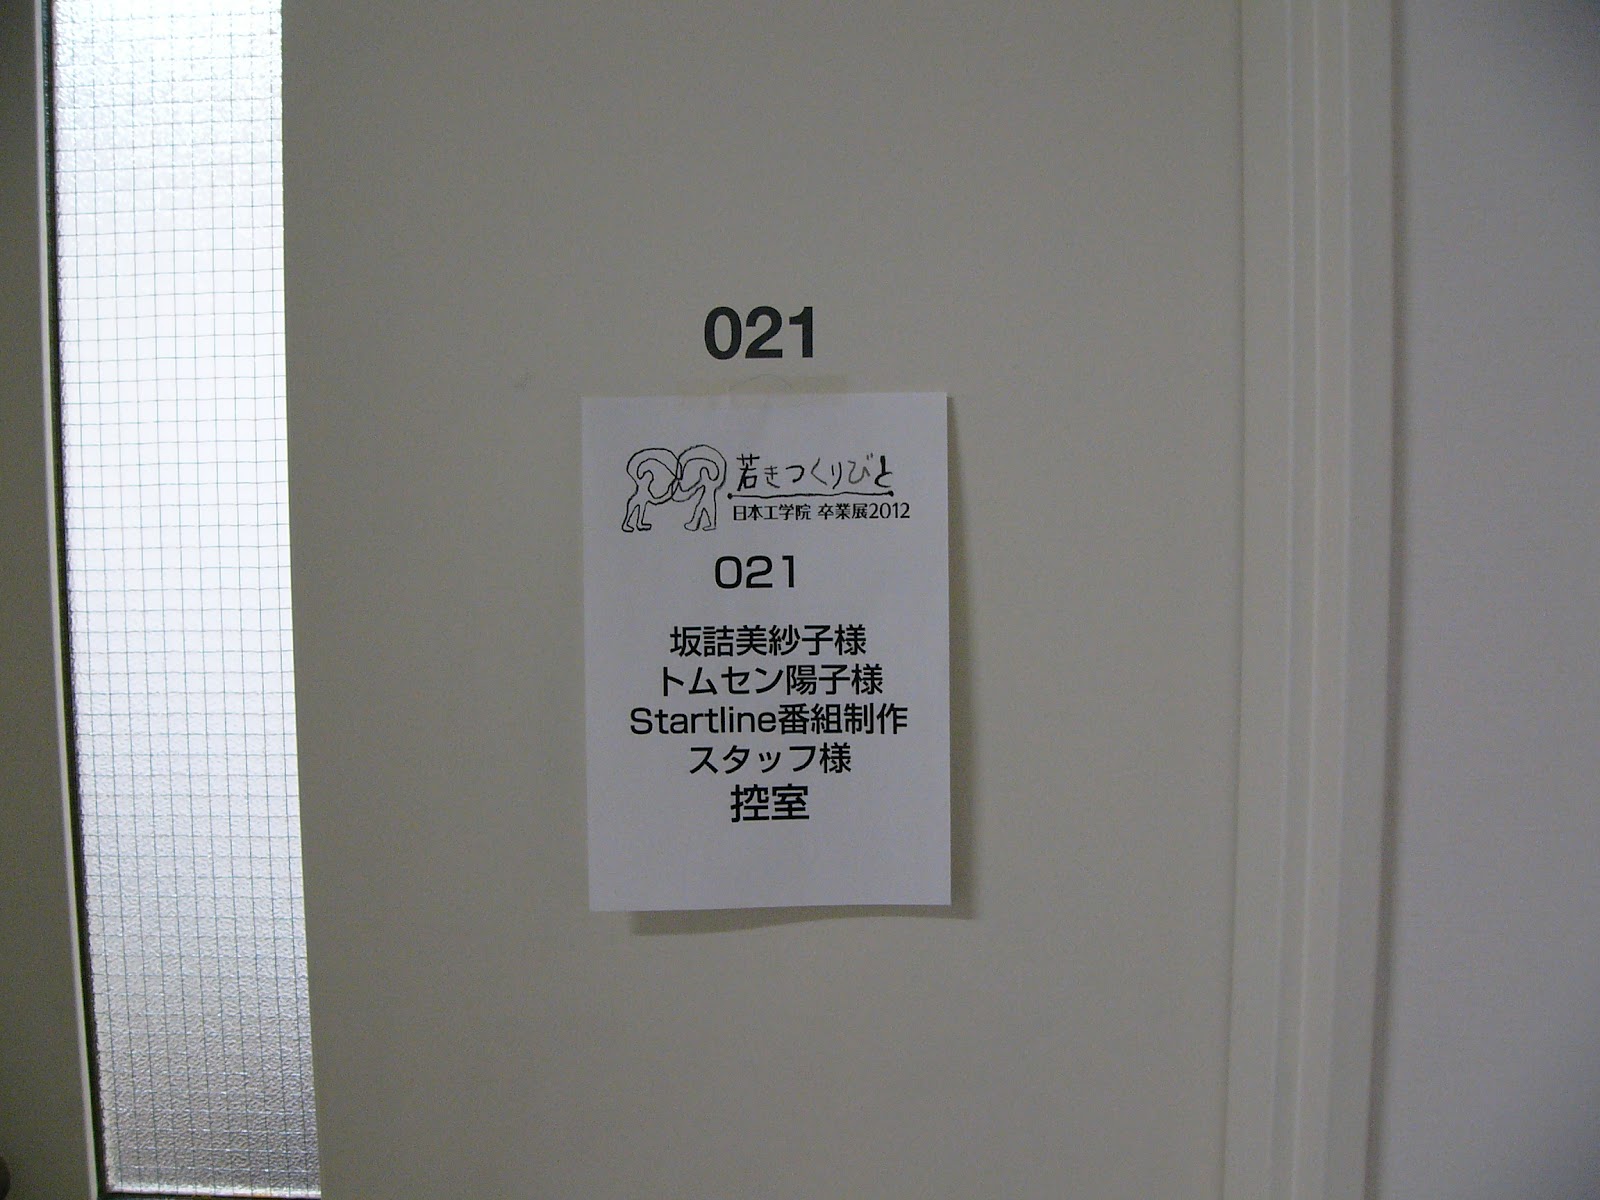 021
若きつくりびと
日本工学院 卒業展2012
021
坂詰美紗子様
トムセン陽子様
Startline番組制作
スタッフ様
控室